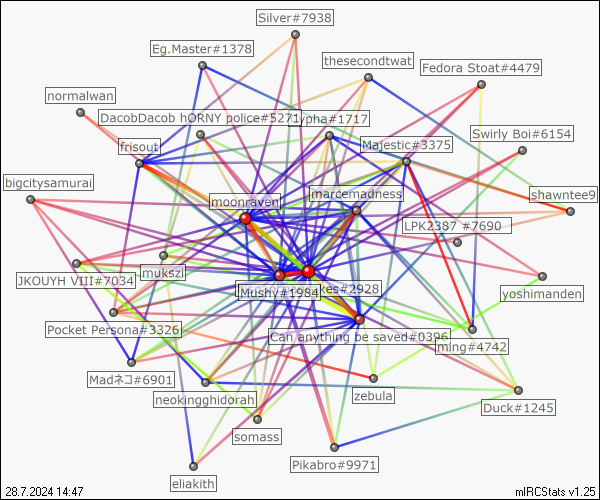 Silver#7938
Eg.Master#1378
thesecondtwat
Fedora Stoat#4479
normalwan
DacobDacob hORNY police#5271
ypha#1717
Swirly Boi#6154
frisout
Majestic#3375
bigcitysamurai
moonraven
marcemadness
shawntee9
LPK2387 #7690
JKOUYH VIII#7034
mukszi
Mushy#1984
kes#2928
yoshimanden
Pocket Persona#3326
Can anything be saved#0396
mlng#4742
Madネコ#6901
neokingghidorah
zebula
Duck#1245
somass
Pikabro#9971
eliakith
28.7.2024 14:47
mIRCStats v1.25